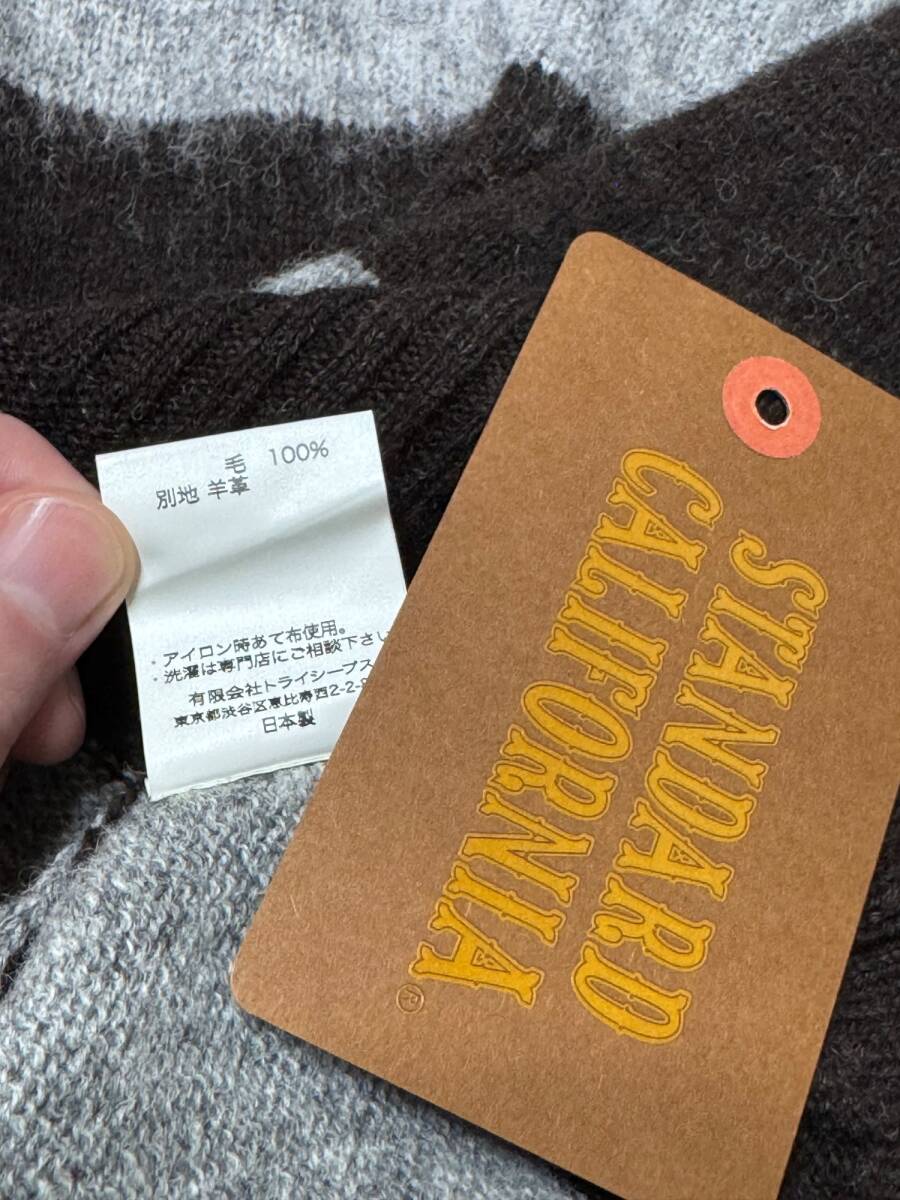 毛 100%
別地 羊革
・アイロン時あて布使用。
・洗濯は専門店にご相談下さい
有限会社トライシープス
東京都渋谷区恵比寿西2-2-8
日本製
STANDARD
CALIFORNIA
®